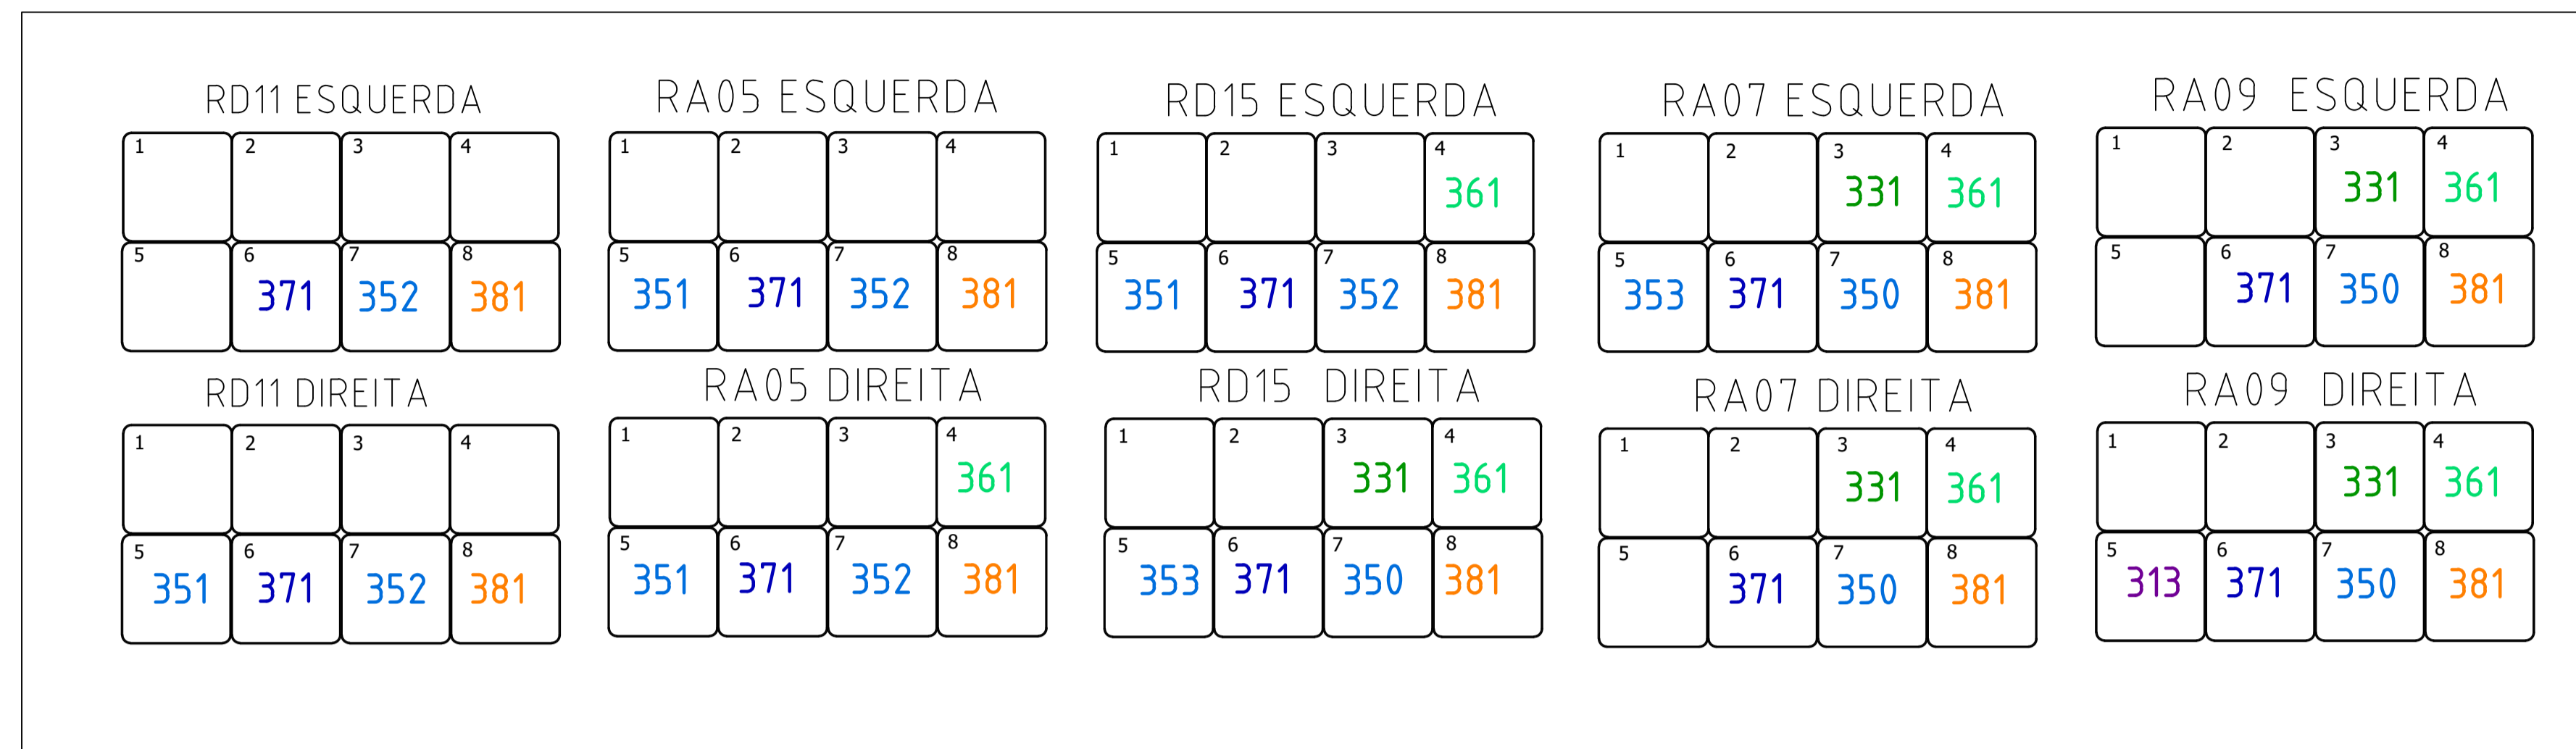 RD11 ESQUERDA
1 2 3 4
5 6 7 8
371 352 381
RA05 ESQUERDA
1 2 3 4
5 6 7 8
351 371 352 381
RD15 ESQUERDA
1 2 3 4
361
5 6 7 8
351 371 352 381
RA07 ESQUERDA
1 2 3 4
331 361
5 6 7 8
353 371 350 381
RA09 ESQUERDA
1 2 3 4
331 361
5 6 7 8
371 350 381
RD11 DIREITA
1 2 3 4
5 6 7 8
351 371 352 381
RA05 DIREITA
1 2 3 4
361
5 6 7 8
351 371 352 381
RD15 DIREITA
1 2 3 4
331 361
5 6 7 8
353 371 350 381
RA07 DIREITA
1 2 3 4
331 361
5 6 7 8
371 350 381
RA09 DIREITA
1 2 3 4
331 361
5 6 7 8
313 371 350 381